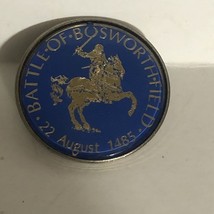 BATTLE·OF·BOSWORTH·FIELD
· 22 August 1485 ·